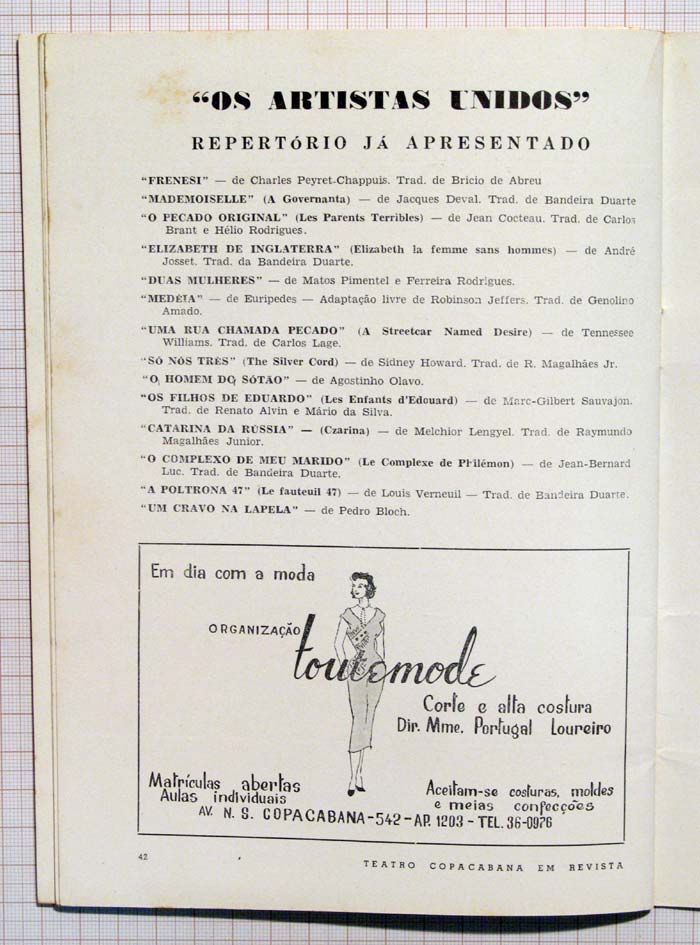 “OS ARTISTAS UNIDOS”
REPERTÓRIO JÁ APRESENTADO
“FRENESI” — de Charles Peyret-Chappuis. Trad. de Bricio de Abreu
“MADEMOISELLE” (A Governanta) — de Jacques Deval. Trad. de Bandeira Duarte
“O PECADO ORIGINAL” (Les Parents Terribles) — de Jean Cocteau. Trad. de Carlos
Brant e Hélio Rodrigues.
“ELIZABETH DE INGLATERRA” (Elizabeth la femme sans hommes) — de André
Josset. Trad. da Bandeira Duarte.
“DUAS MULHERES” — de Matos Pimentel e Ferreira Rodrigues.
“MEDÉIA” — de Euripedes — Adaptação livre de Robinson Jeffers. Trad. de Genolino
Amado.
“UMA RUA CHAMADA PECADO” (A Streetcar Named Desire) — de Tennessee
Williams. Trad. de Carlos Lage.
“SÓ NÓS TRÊS” (The Silver Cord) — de Sidney Howard. Trad. de R. Magalhães Jr.
“O HOMEM DO SÓTÃO” — de Agostinho Olavo.
“OS FILHOS DE EDUARDO” (Les Enfants d'Edouard) — de Marc-Gilbert Sauvajon.
Trad. de Renato Alvin e Mário da Silva.
“CATARINA DA RÚSSIA” — (Czarina) — de Melchior Lengyel. Trad. de Raymundo
Magalhães Junior.
“O COMPLEXO DE MEU MARIDO” (Le Complexe de Philémon) — de Jean-Bernard
Luc. Trad. de Bandeira Duarte.
“A POLTRONA 47” (Le fauteuil 47) — de Louis Verneuil — Trad. de Bandeira Duarte.
“UM CRAVO NA LAPELA” — de Pedro Bloch.
Em dia com a moda
ORGANIZAÇÃO
toutemode
Corte e alta costura
Dir. Mme. Portugal Loureiro
Matrículas abertas
Aulas individuais
Aceitam-se costuras, moldes
e meias confecções
AV. N. S. COPACABANA-542-AP. 1203-TEL. 36-0976
42
TEATRO COPACABANA EM REVISTA